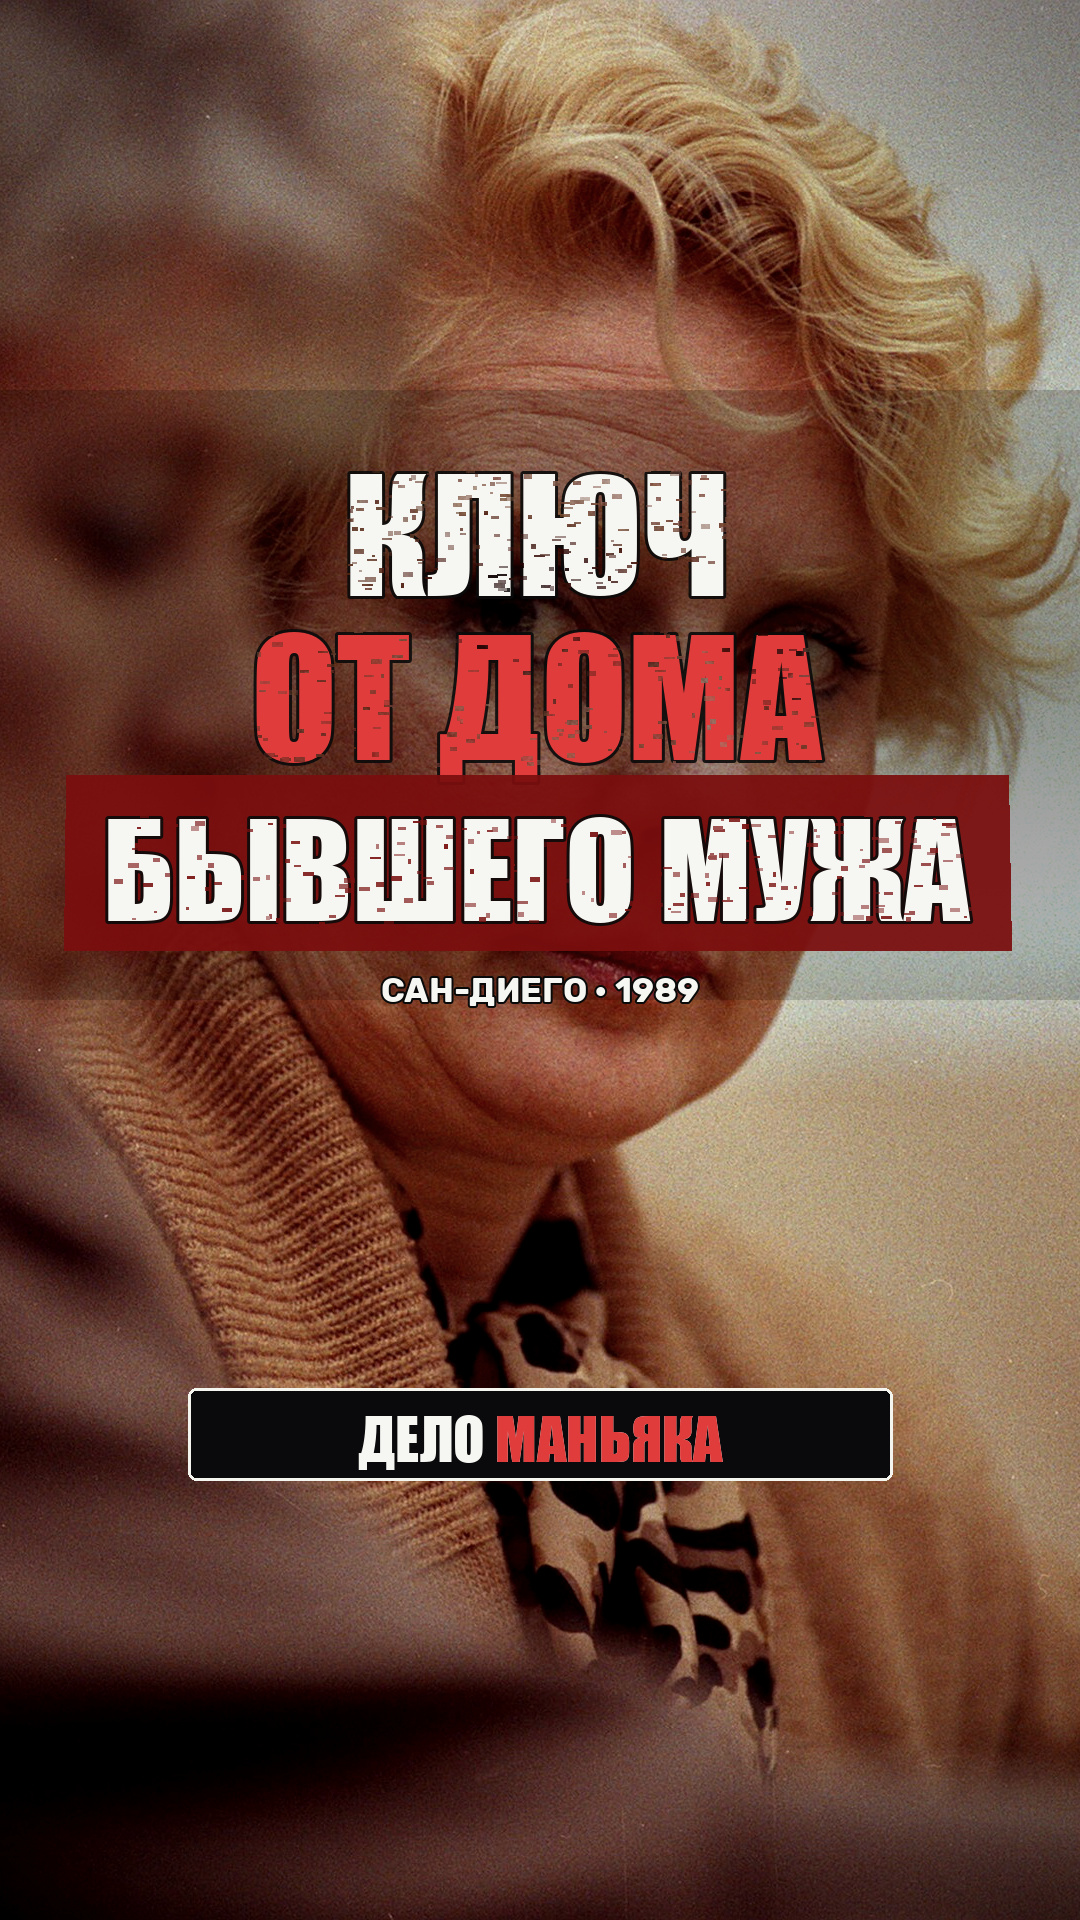 КЛЮЧ
ОТ ДОМА
БЫВШЕГО МУЖА
САН-ДИЕГО • 1989
ДЕЛО МАНЬЯКА